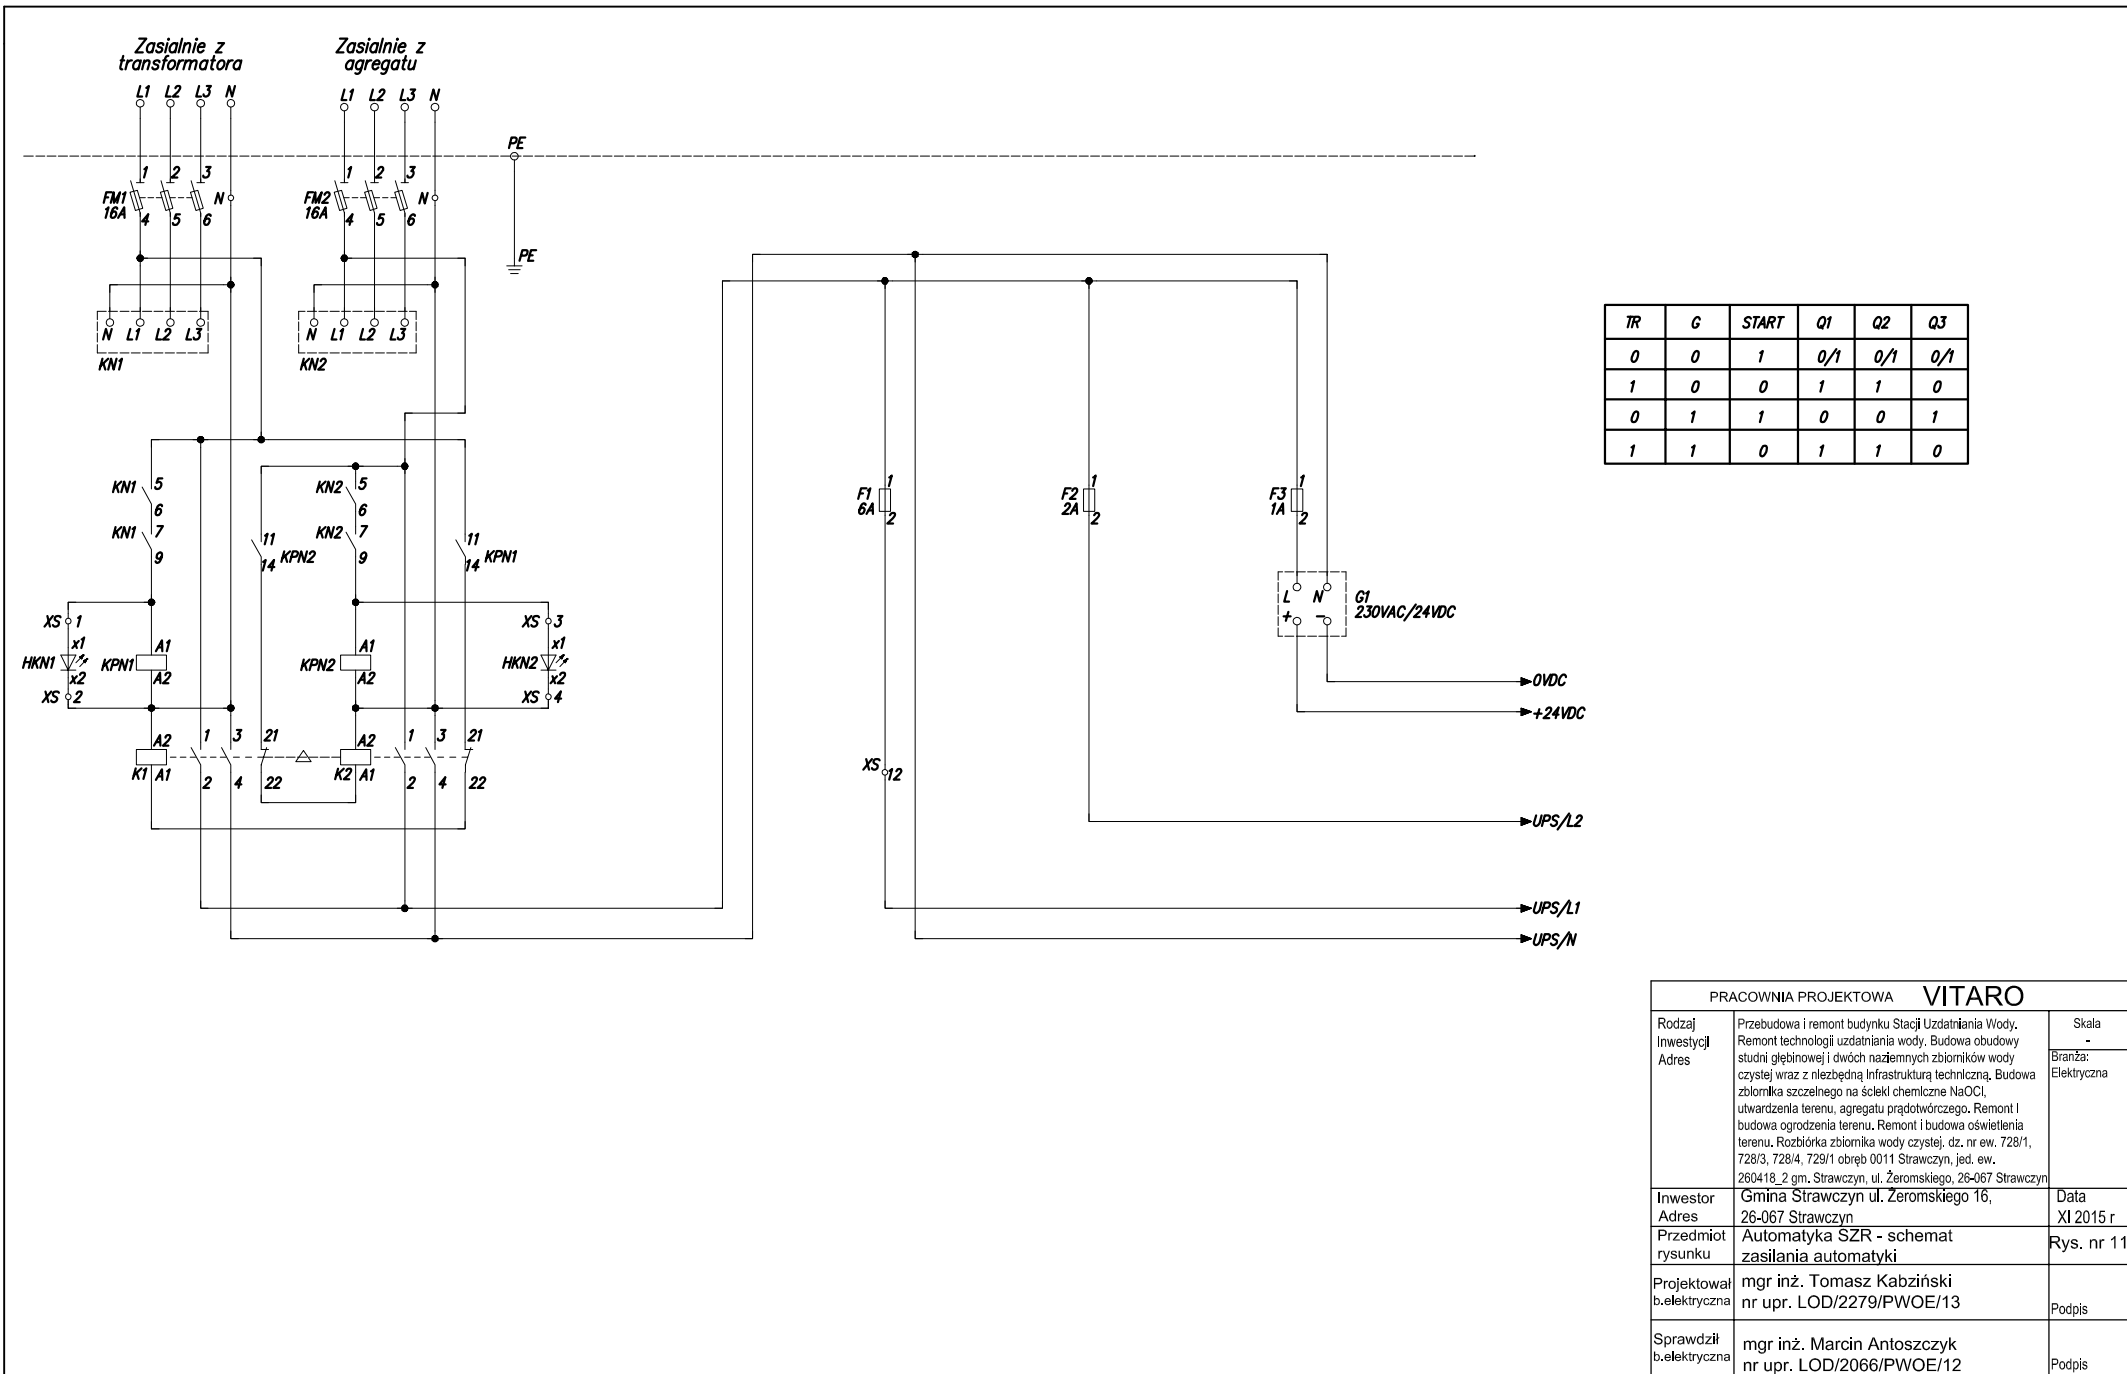 Zasialnie z
transformatora
Zasialnie z
agregatu
L1 L2 L3 N
L1 L2 L3 N
PE
1 2 3
FM1
16A
N
4 5 6
1 2 3
FM2
16A
N
4 5 6
PE
N L1 L2 L3
KN1
N L1 L2 L3
KN2
TR G START Q1 Q2 Q3
0 0 1 0/1 0/1 0/1
1 0 0 1 1 0
0 1 1 0 0 1
1 1 0 1 1 0
KN1 5
6
KN1 7
9
KN2 5
6
KN2 7
9
11
14 KPN2
11
14 KPN1
F1
6A
1
2
F2
2A
1
2
F3
1A
1
2
L N
+ -
G1
230VAC/24VDC
XS 1
x1
HKN1
x2
XS 2
A1
KPN1
A2
A1
KPN2
A2
XS 3
x1
HKN2
x2
XS 4
0VDC
+24VDC
A2
K1 A1
1 3 21
2 4 22
A2
K2 A1
1 3 21
2 4 22
XS 12
UPS/L2
UPS/L1
UPS/N
PRACOWNIA PROJEKTOWA VITARO
Rodzaj
Inwestycji
Adres
Przebudowa i remont budynku Stacji Uzdatniania Wody.
Remont technologii uzdatniania wody. Budowa obudowy
studni głębinowej i dwóch naziemnych zbiorników wody
czystej wraz z niezbędną infrastrukturą techniczną. Budowa
zbiornika szczelnego na ścieki chemiczne NaOCl,
utwardzenia terenu, agregatu prądotwórczego. Remont i
budowa ogrodzenia terenu. Remont i budowa oświetlenia
terenu. Rozbiórka zbiornika wody czystej. dz. nr ew. 728/1,
728/3, 728/4, 729/1 obręb 0011 Strawczyn, jed. ew.
260418_2 gm. Strawczyn, ul. Żeromskiego, 26-067 Strawczyn
Skala
-
Branża:
Elektryczna
Inwestor
Adres
Gmina Strawczyn ul. Żeromskiego 16,
26-067 Strawczyn
Data
XI 2015 r
Przedmiot
rysunku
Automatyka SZR - schemat
zasilania automatyki
Rys. nr 11
Projektował
b.elektryczna
mgr inż. Tomasz Kabziński
nr upr. LOD/2279/PWOE/13
Podpis
Sprawdził
b.elektryczna
mgr inż. Marcin Antoszczyk
nr upr. LOD/2066/PWOE/12
Podpis